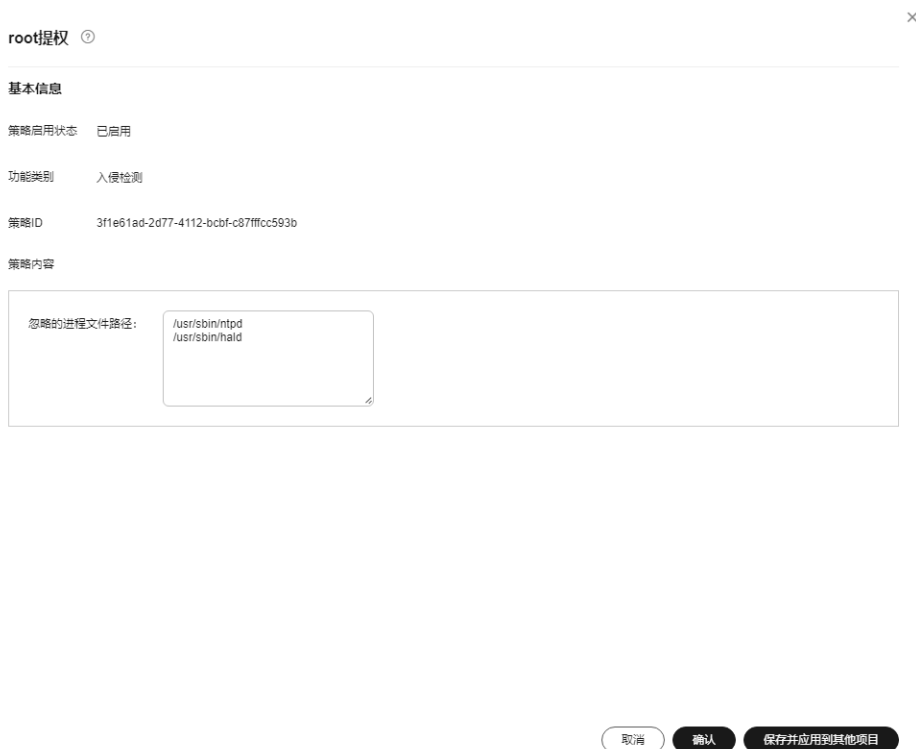 root提权
基本信息
策略启用状态 已启用
功能类别 入侵检测
策略ID 3f1e61ad-2d77-4112-bcbf-c87fffcc593b
策略内容
忽略的进程文件路径：
/usr/sbin/ntpd
/usr/sbin/hald
取消 确认 保存并应用到其他项目